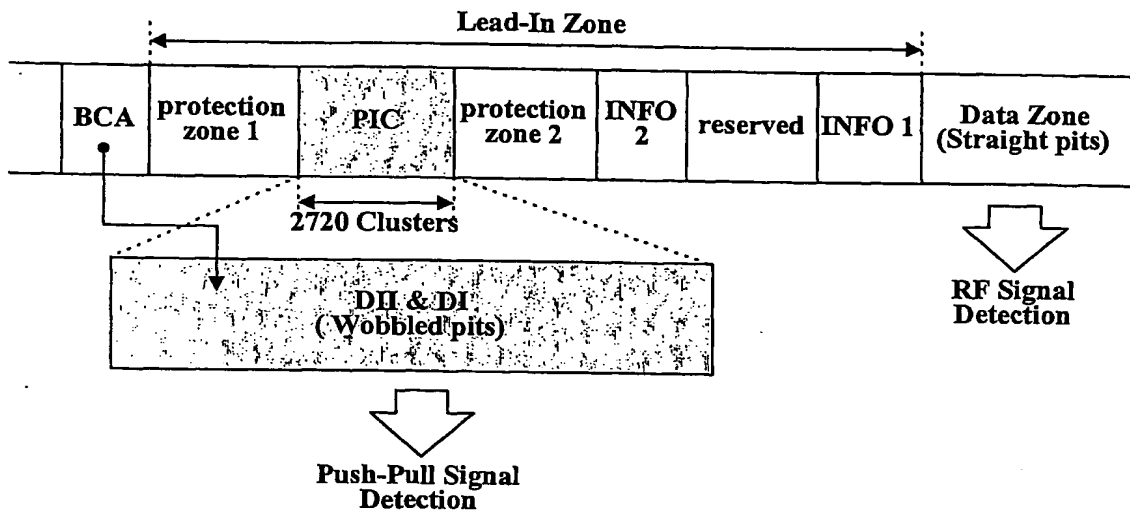 Lead-In Zone
BCA
protection
zone 1
PIC
protection
zone 2
INFO
2
reserved
INFO 1
Data Zone
(Straight pits)
2720 Clusters
DII & DI
( Wobbled pits)
RF Signal
Detection
Push-Pull Signal
Detection